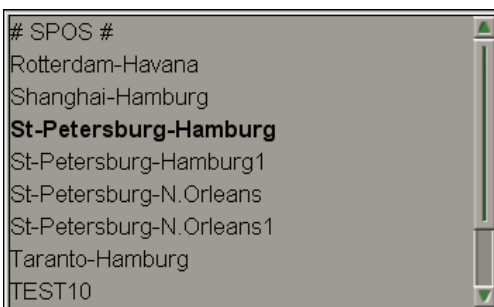 # SPOS #
Rotterdam-Havana
Shanghai-Hamburg
St-Petersburg-Hamburg
St-Petersburg-Hamburg1
St-Petersburg-N.Orleans
St-Petersburg-N.Orleans1
Taranto-Hamburg
TEST10